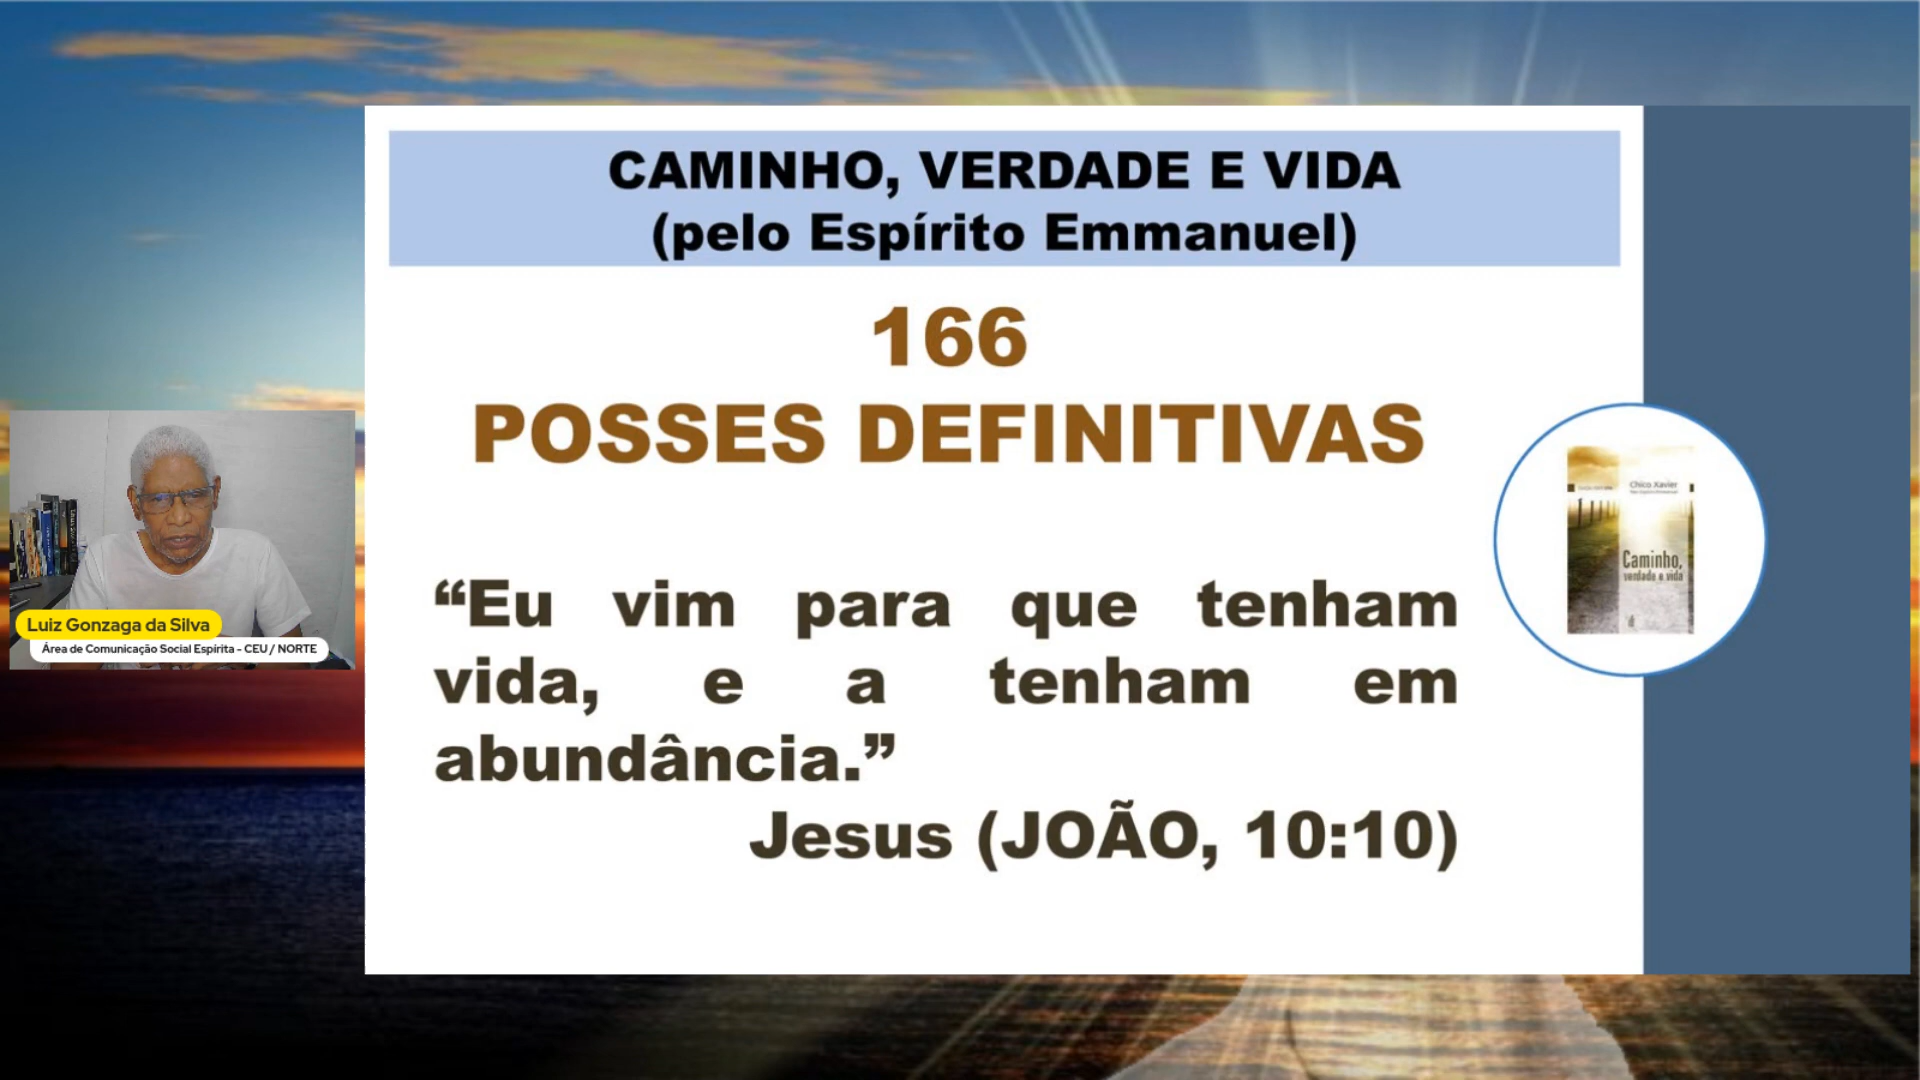 CAMINHO, VERDADE E VIDA
(pelo Espírito Emmanuel)
166
POSSES DEFINITIVAS
“Eu vim para que tenham
vida, e a tenham em
abundância.”
Jesus (JOÃO, 10:10)
Chico Xavier
Caminho,
verdade e vida
Luiz Gonzaga da Silva
Área de Comunicação Social Espírita - CEU / NORTE